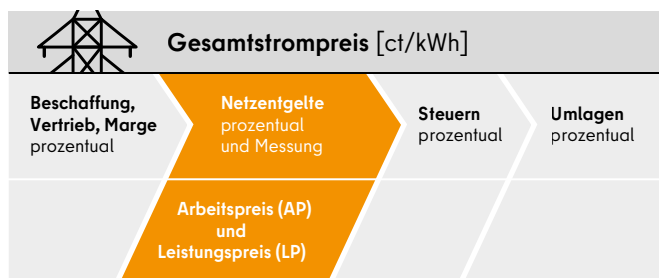 Gesamtstrompreis [ct/kWh]
Beschaffung,
Vertrieb, Marge
prozentual
Netzentgelte
prozentual
und Messung
Steuern
prozentual
Umlagen
prozentual
Arbeitspreis (AP)
und
Leistungspreis (LP)